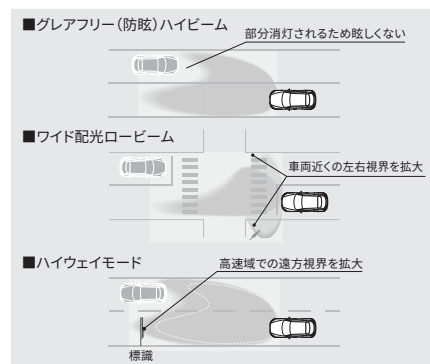 ■グレアフリー（防眩）ハイビーム
部分消灯されるため眩しくない
■ワイド配光ロービーム
車両近くの左右視界を拡大
■ハイウェイモード
高速域での遠方視界を拡大
標識